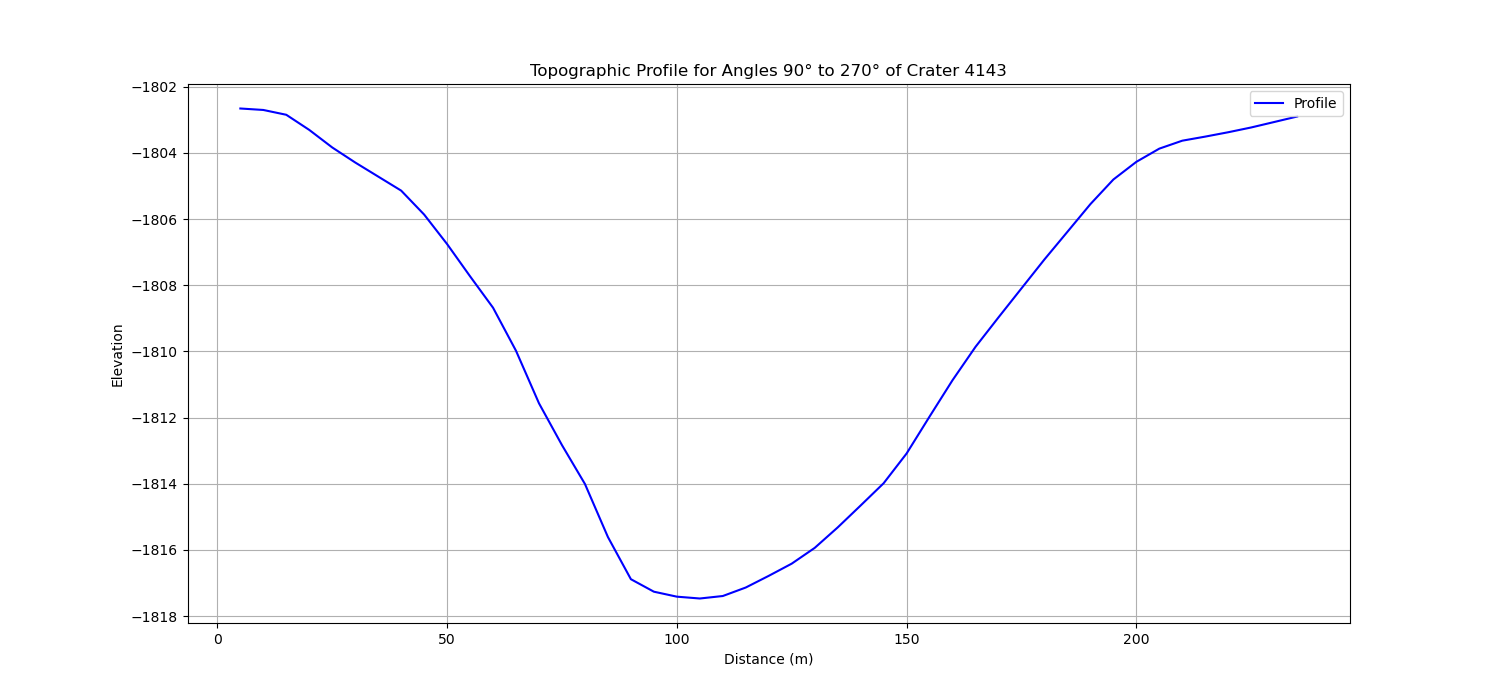 Topographic Profile for Angles 90° to 270° of Crater 4143
Profile
−1802
−1804
−1806
−1808
−1810
−1812
−1814
−1816
−1818
Elevation
0 50 100 150 200
Distance (m)